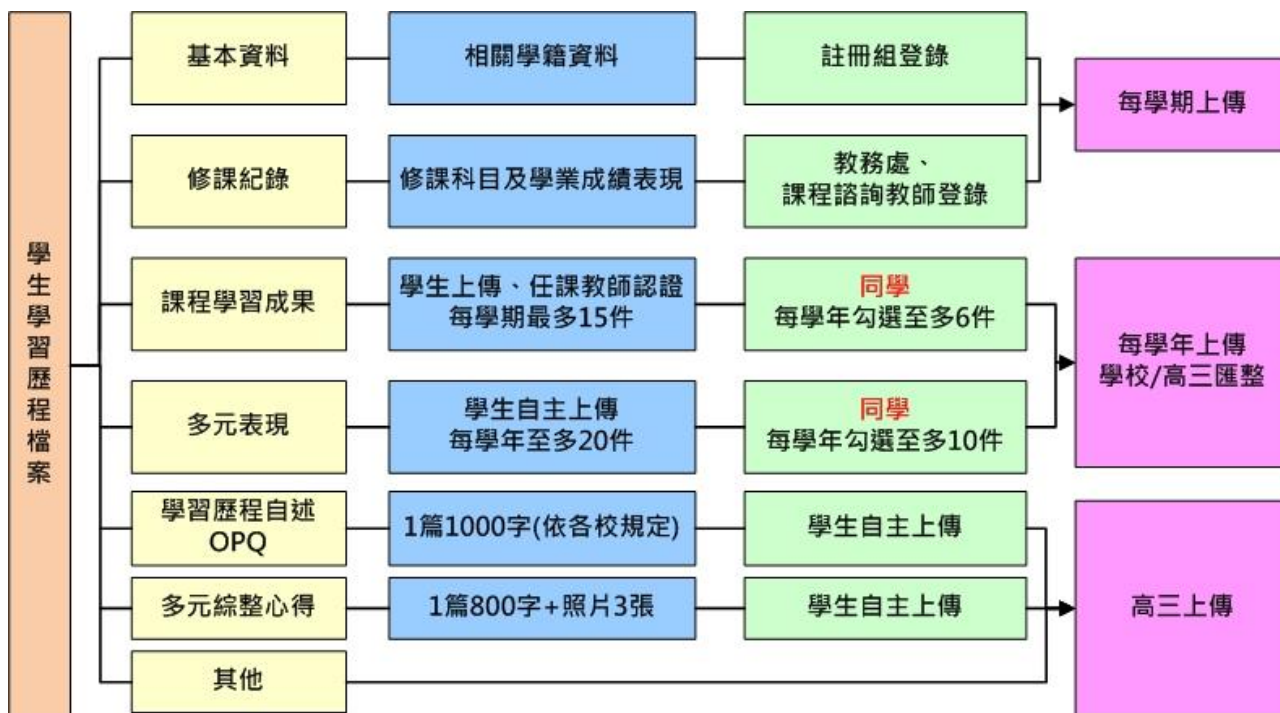 學生學習歷程檔案
基本資料
相關學籍資料
註冊組登錄
每學期上傳
修課紀錄
修課科目及學業成績表現
教務處、
課程諮詢教師登錄
課程學習成果
學生上傳、任課教師認證
每學期最多15件
同學
每學年勾選至多6件
每學年上傳
學校/高三匯整
多元表現
學生自主上傳
每學年至多20件
同學
每學年勾選至多10件
學習歷程自述
OPQ
1篇1000字(依各校規定)
學生自主上傳
高三上傳
多元綜整心得
1篇800字+照片3張
學生自主上傳
其他